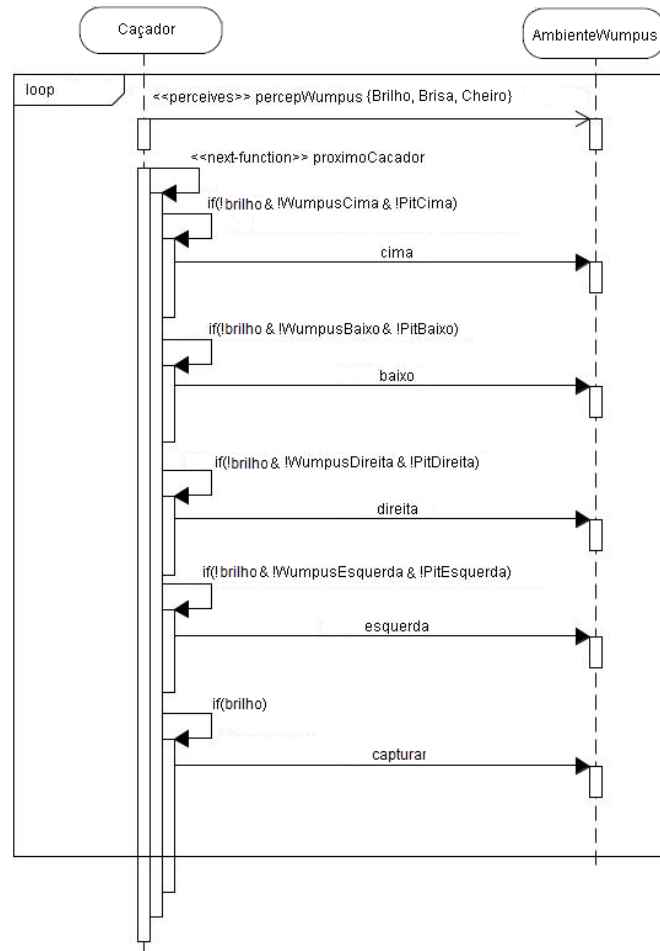 Caçador
AmbienteWumpus
loop
<<perceives>> percepWumpus {Brilho, Brisa, Cheiro}
<<next-function>> proximoCacador
if(!brilho & !WumpusCima & !PitCima)
cima
if(!brilho & !WumpusBaixo & !PitBaixo)
baixo
if(!brilho & !WumpusDireita & !PitDireita)
direita
if(!brilho & !WumpusEsquerda & !PitEsquerda)
esquerda
if(brilho)
capturar